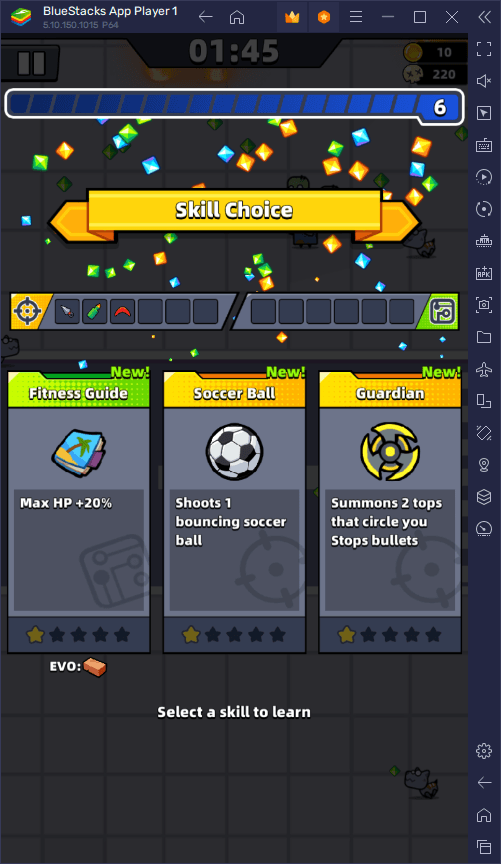 BlueStacks App Player 1
5.10.150.1015 P64
01:45
10
220
6
Skill Choice
New!
New!
New!
Fitness Guide
Soccer Ball
Guardian
Max HP +20%
Shoots 1
bouncing soccer
ball
Summons 2 tops
that circle you
Stops bullets
EVO:
Select a skill to learn